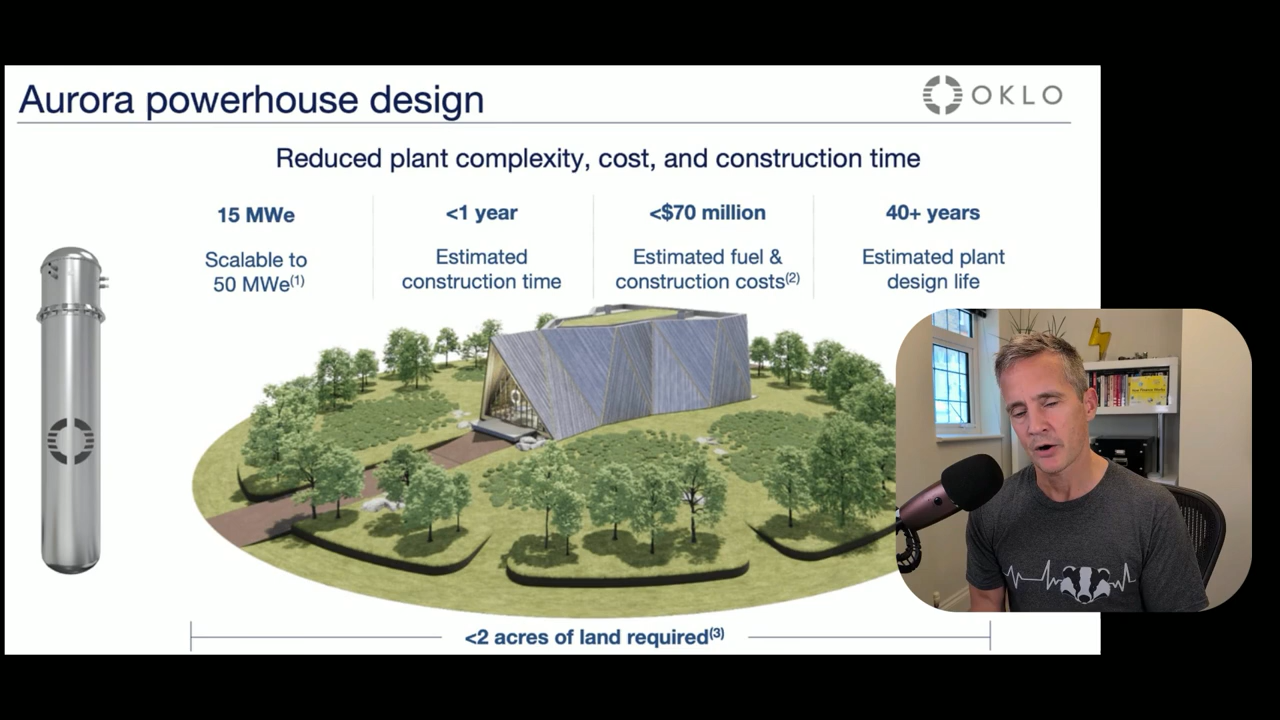 Aurora powerhouse design
OKLO
Reduced plant complexity, cost, and construction time
15 MWe
Scalable to
50 MWe(1)
<1 year
Estimated
construction time
<$70 million
Estimated fuel &
construction costs(2)
40+ years
Estimated plant
design life
<2 acres of land required(3)